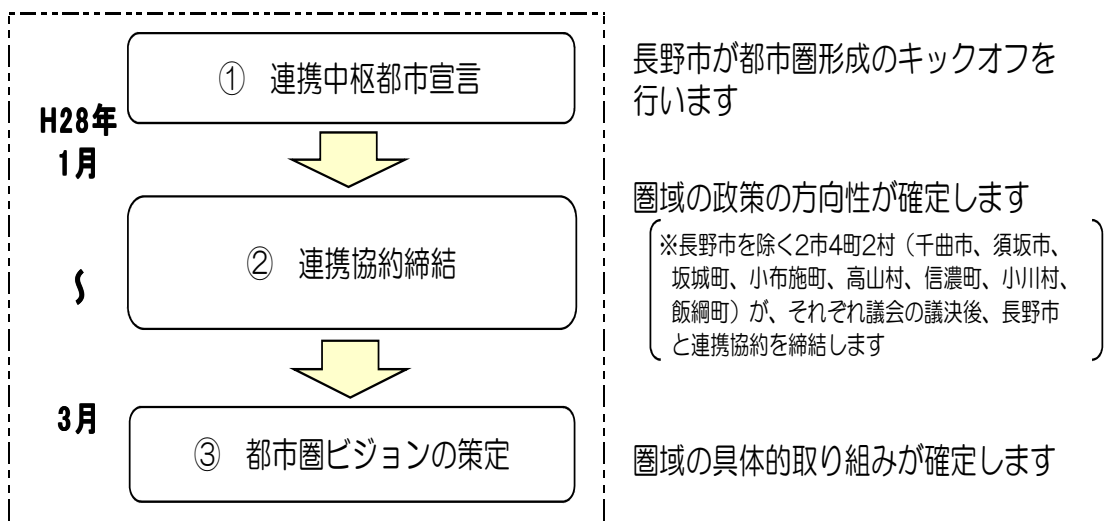 H28年
1月
〜
3月
① 連携中枢都市宣言
長野市が都市圏形成のキックオフを
行います
② 連携協約締結
圏域の政策の方向性が確定します
※長野市を除く2市4町2村（千曲市、須坂市、
坂城町、小布施町、高山村、信濃町、小川村、
飯綱町）が、それぞれ議会の議決後、長野市
と連携協約を締結します
③ 都市圏ビジョンの策定
圏域の具体的取り組みが確定します